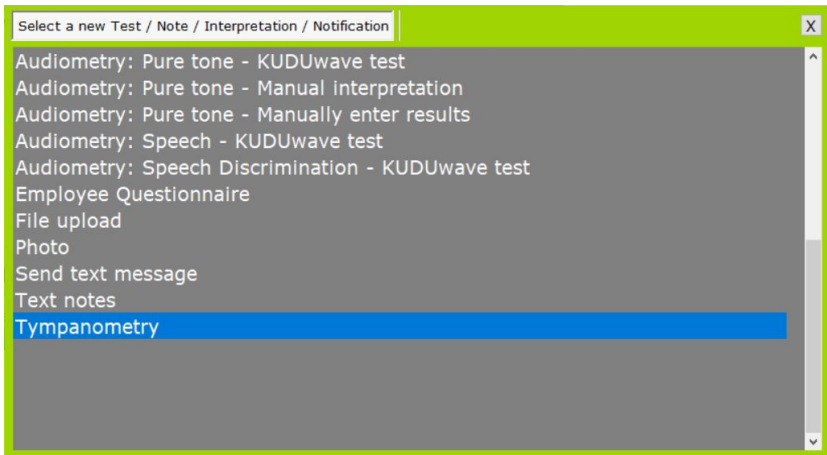 Select a new Test / Note / Interpretation / Notification
X
Audiometry: Pure tone - KUDUwave test
Audiometry: Pure tone - Manual interpretation
Audiometry: Pure tone - Manually enter results
Audiometry: Speech - KUDUwave test
Audiometry: Speech Discrimination - KUDUwave test
Employee Questionnaire
File upload
Photo
Send text message
Text notes
Tympanometry